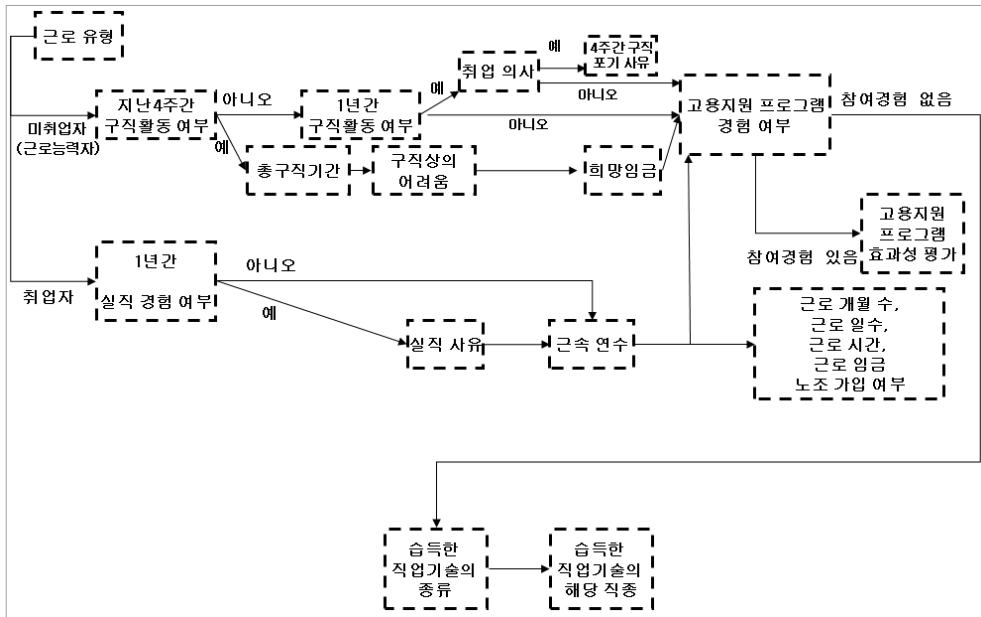 근로 유형
예
4주간 구직
포기 사유
취업 의사
예
아니오
지난 4주간
구직활동 여부
아니오
1년간
구직활동 여부
아니오
고용지원 프로그램
경험 여부
참여경험 없음
미취업자
(근로능력자)
예
총구직기간
구직상의
어려움
희망임금
고용지원
프로그램
효과성 평가
참여경험 있음
1년간
실직 경험 여부
아니오
취업자
예
실직 사유
근속 연수
근로 개월 수,
근로 일수,
근로 시간,
근로 임금
노조 가입 여부
습득한
직업기술의
종류
습득한
직업기술의
해당 직종